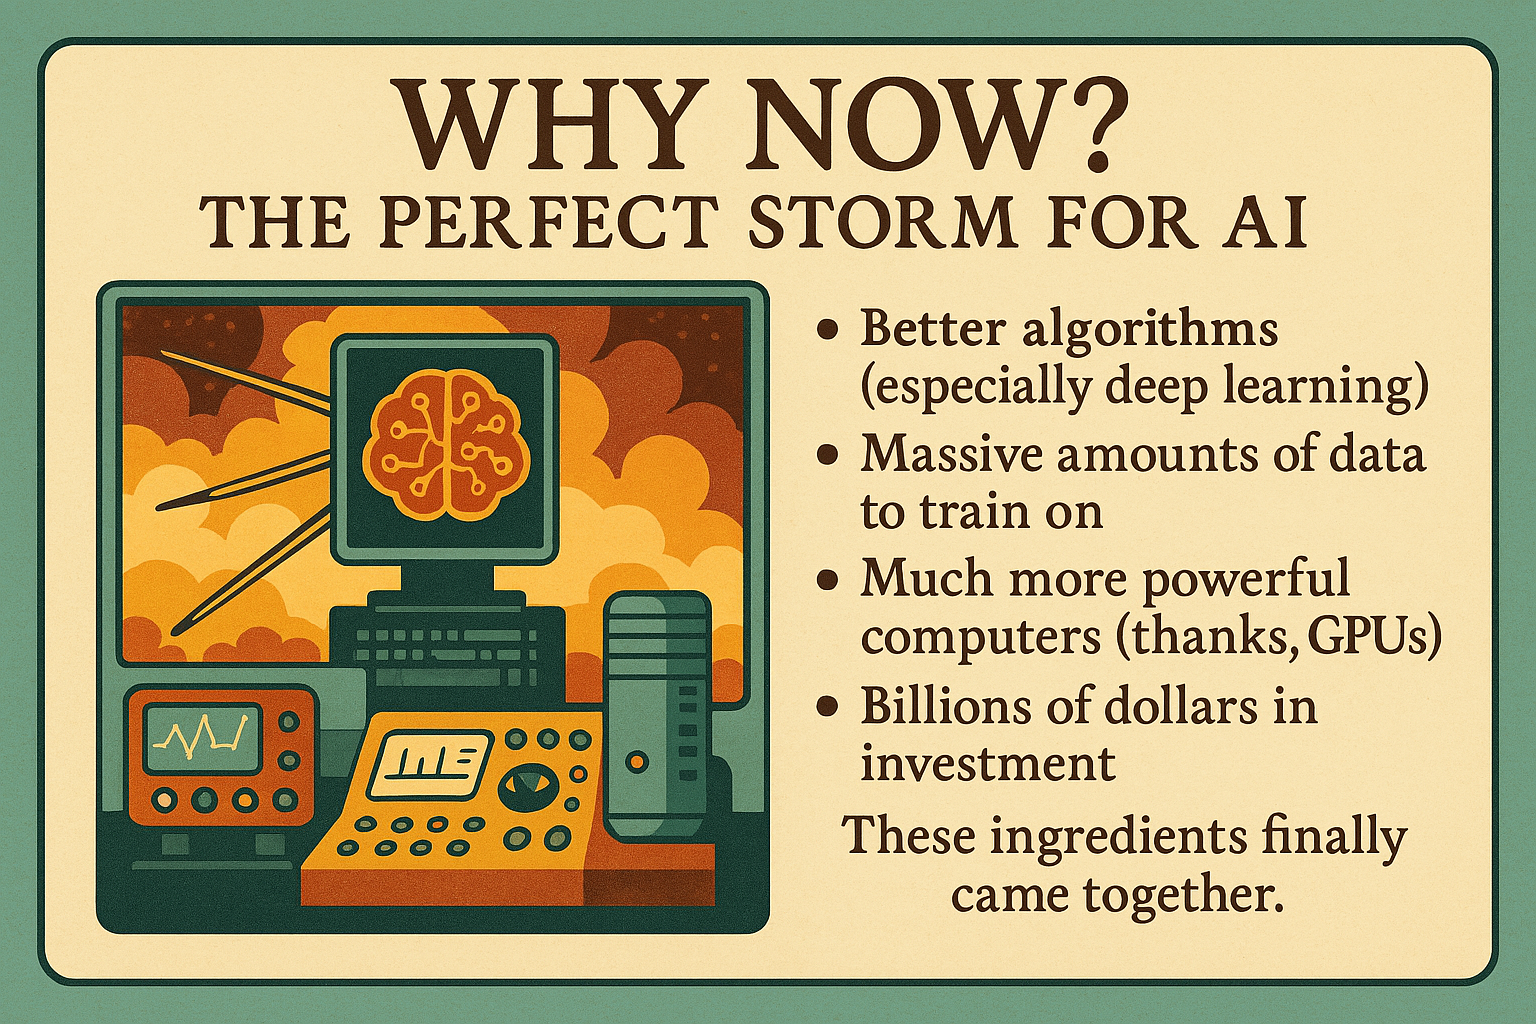 WHY NOW?
THE PERFECT STORM FOR AI
• Better algorithms
(especially deep learning)
• Massive amounts of data
to train on
• Much more powerful
computers (thanks, GPUs)
• Billions of dollars in
investment
These ingredients finally
came together.